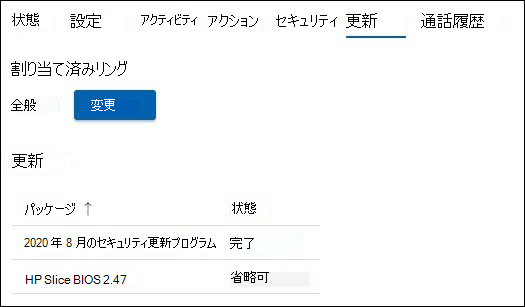 状態 設定 アクティビティ アクション セキュリティ 更新 通話履歴
割り当て済みリング
全般 変更
更新
パッケージ ↑ 状態
2020 年 8 月のセキュリティ更新プログラム 完了
HP Slice BIOS 2.47 省略可